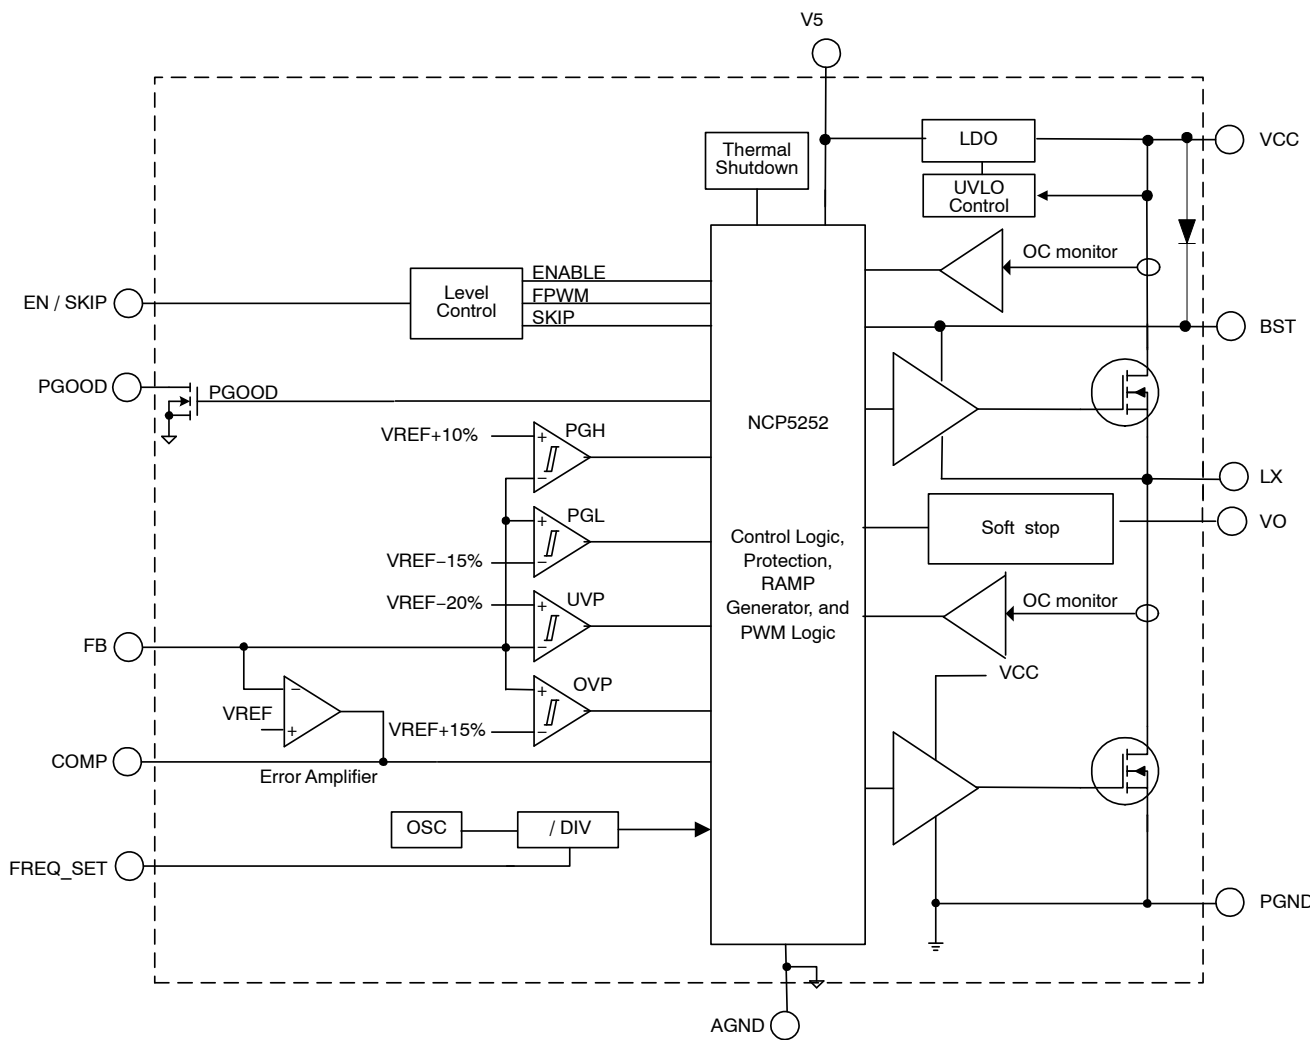 V5
VCC
LDO
Thermal
Shutdown
UVLO
Control
OC monitor
ENABLE
EN / SKIP
Level
Control
FPWM
SKIP
BST
PGOOD
PGOOD
NCP5252
VREF+10%
+
PGH
−
LX
VO
Soft stop
+
PGL
VREF−15%
−
Control Logic,
Protection,
RAMP
Generator, and
PWM Logic
VREF−20%
+
UVP
−
OC monitor
FB
VCC
+
OVP
VREF+15%
−
−
VREF
+
COMP
Error Amplifier
OSC
/ DIV
FREQ_SET
PGND
AGND